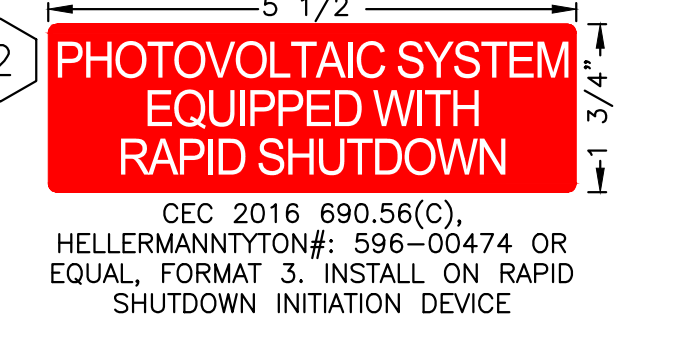 5 1/2
2
PHOTOVOLTAIC SYSTEM
EQUIPPED WITH
RAPID SHUTDOWN
1 3/4"
CEC 2016 690.56(C),
HELLERMANNTYTON#: 596-00474 OR
EQUAL, FORMAT 3. INSTALL ON RAPID
SHUTDOWN INITIATION DEVICE